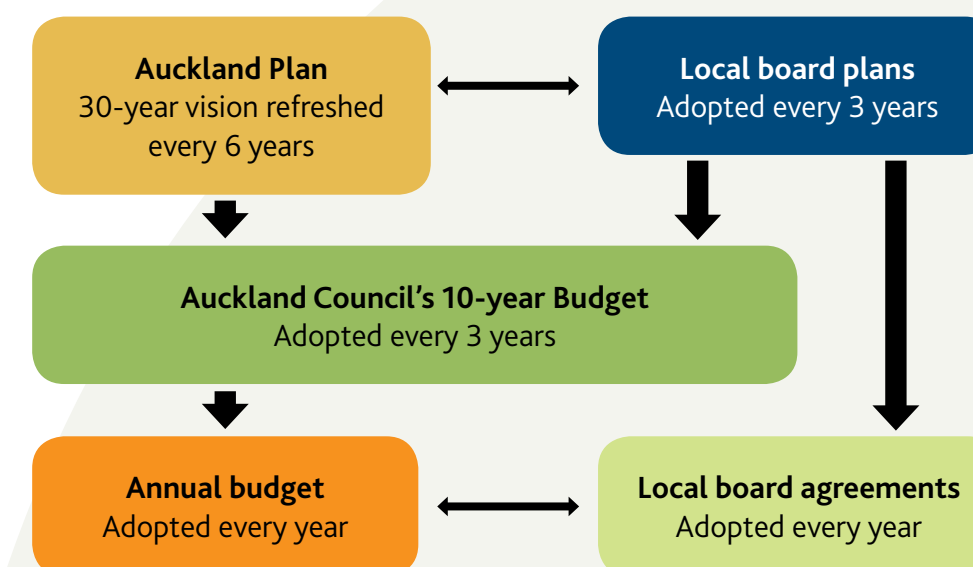 Auckland Plan
30-year vision refreshed
every 6 years
Local board plans
Adopted every 3 years
Auckland Council's 10-year Budget
Adopted every 3 years
Annual budget
Adopted every year
Local board agreements
Adopted every year